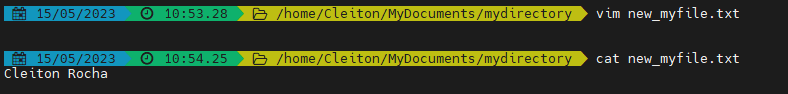 15/05/2023 10:53.28 /home/Cleiton/MyDocuments/mydirectory vim new_myfile.txt
15/05/2023 10:54.25 /home/Cleiton/MyDocuments/mydirectory cat new_myfile.txt
Cleiton Rocha